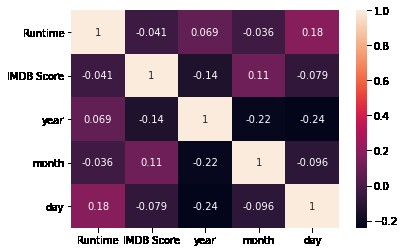 Runtime 1 -0.041 0.069 -0.036 0.18
IMDB Score -0.041 1 -0.14 0.11 -0.079
year 0.069 -0.14 1 -0.22 -0.24
month -0.036 0.11 -0.22 1 -0.096
day 0.18 -0.079 -0.24 -0.096 1
Runtime IMDB Score year month day
1.0
0.8
0.6
0.4
0.2
0.0
-0.2